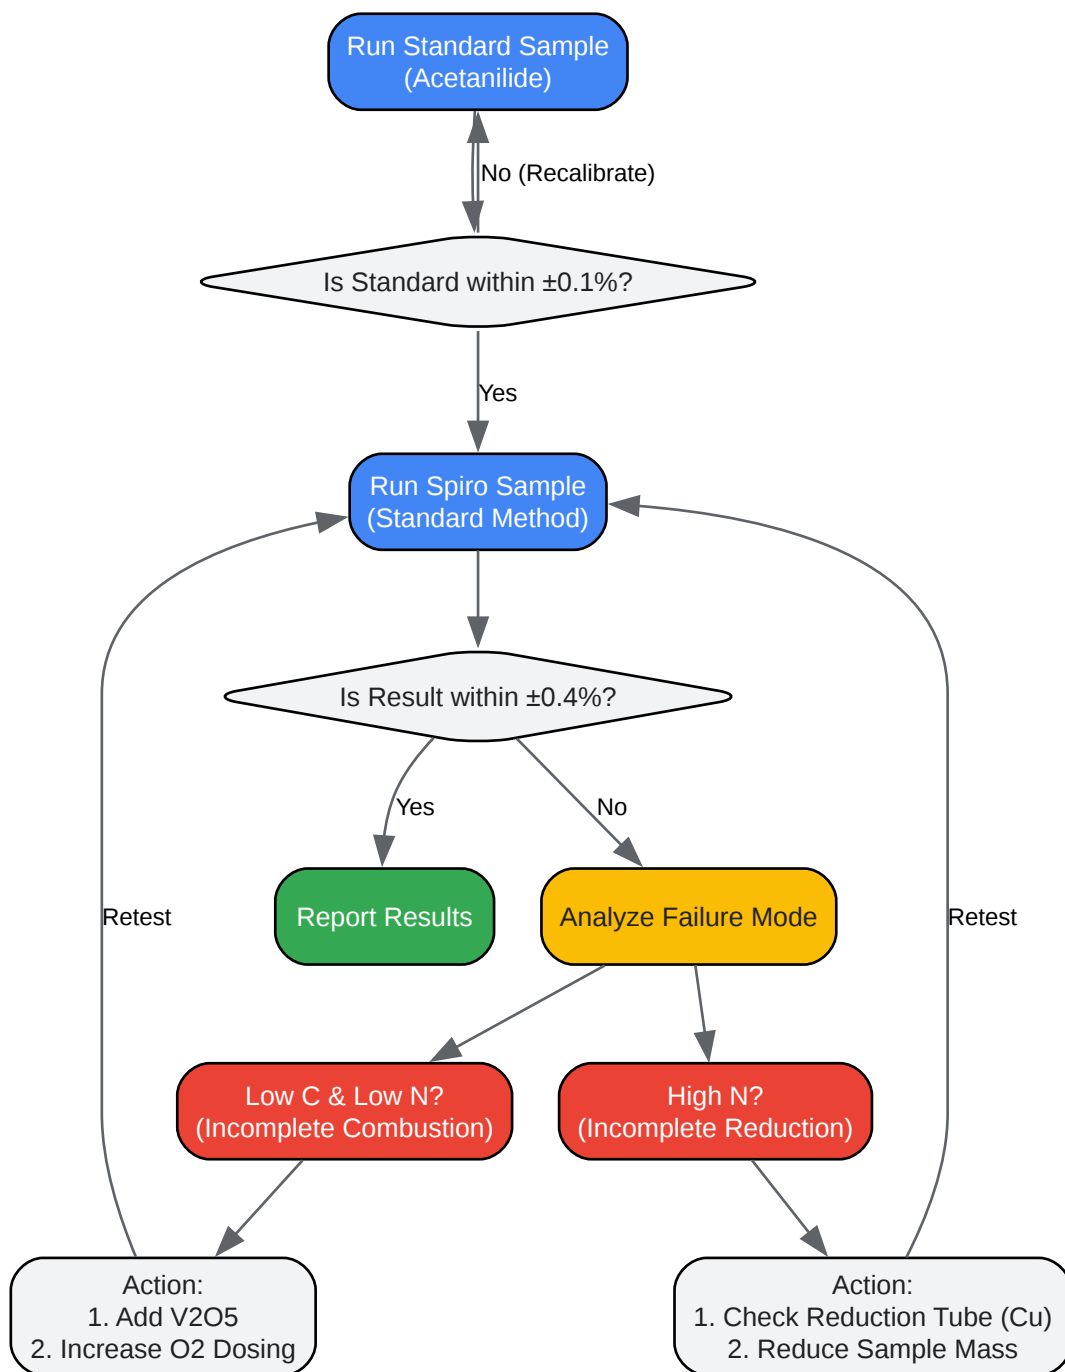 Run Standard Sample
(Acetanilide)
No (Recalibrate)
Is Standard within ±0.1%?
Yes
Run Spiro Sample
(Standard Method)
Is Result within ±0.4%?
Yes
No
Retest
Report Results
Analyze Failure Mode
Retest
Low C & Low N?
(Incomplete Combustion)
High N?
(Incomplete Reduction)
Action:
1. Add V2O5
2. Increase O2 Dosing
Action:
1. Check Reduction Tube (Cu)
2. Reduce Sample Mass